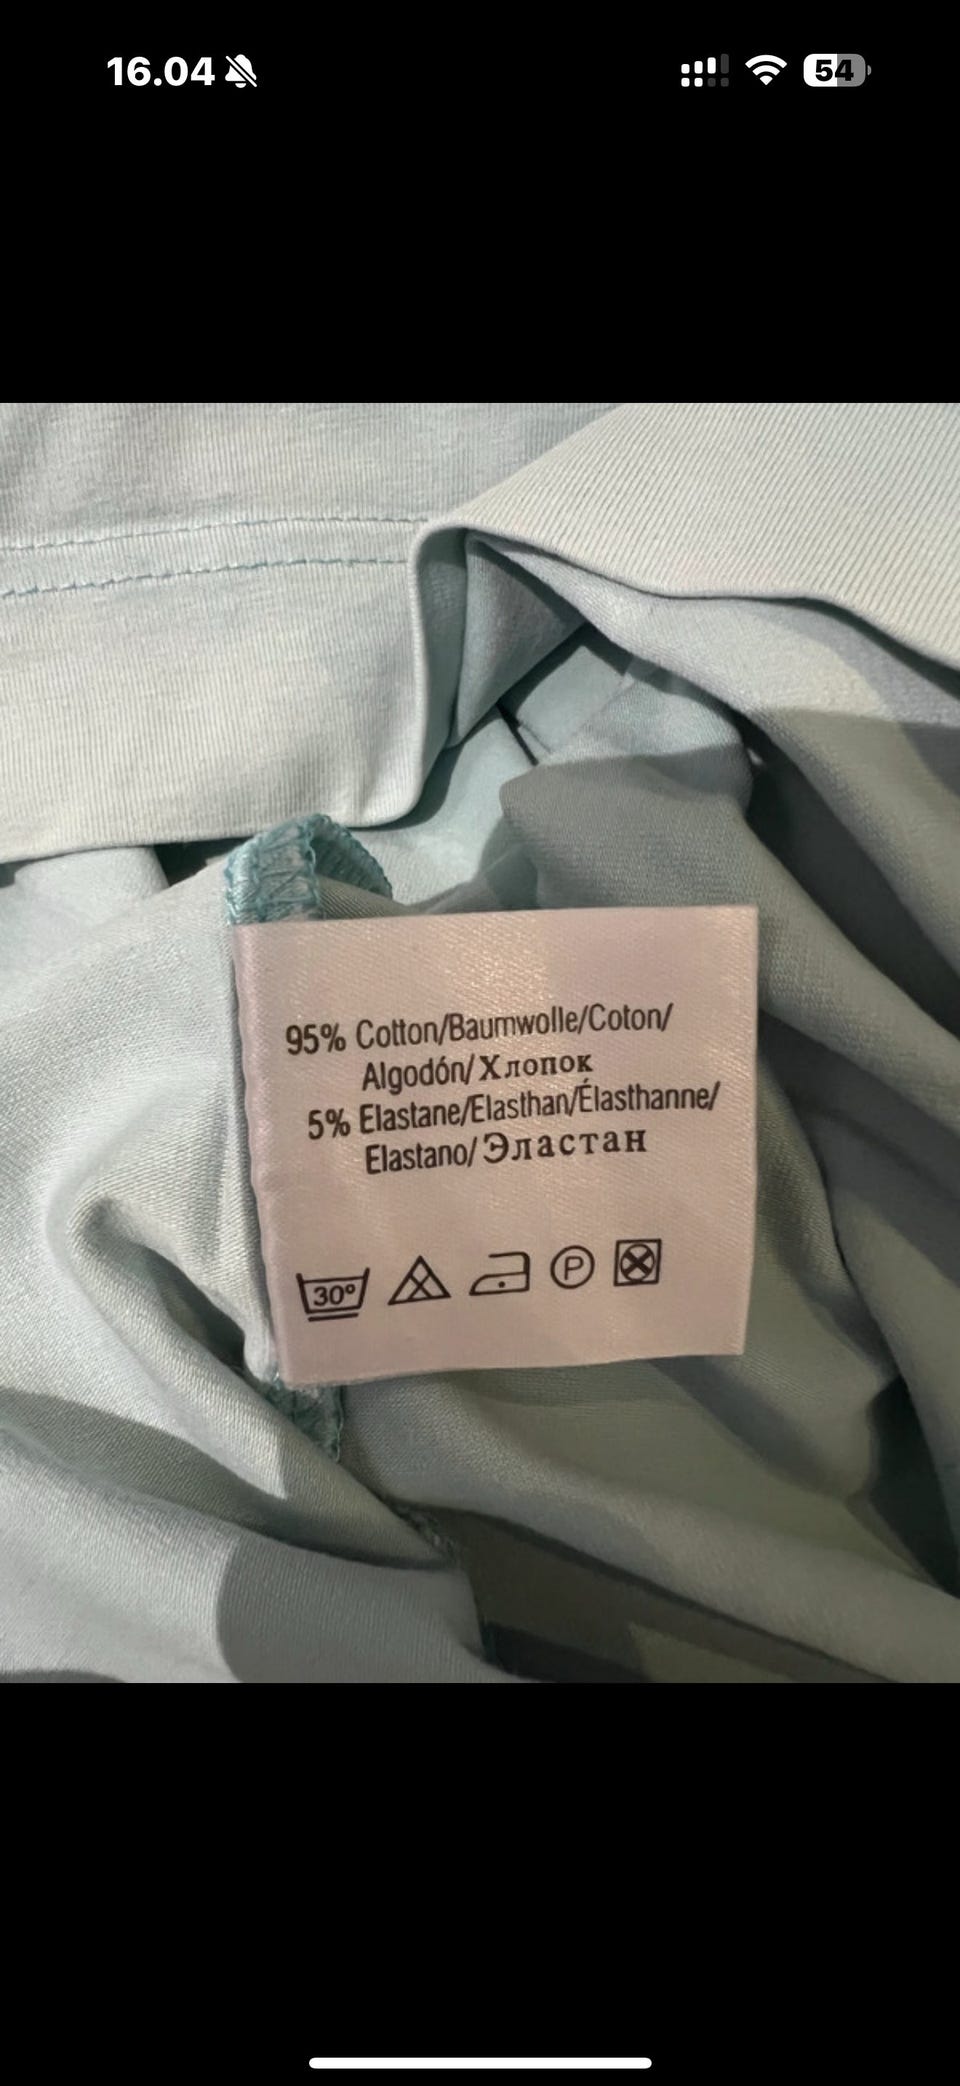 16.04
54
95% Cotton/Baumwolle/Coton/
Algodón/Хлопок
5% Elastane/Elasthan/Élasthanne/
Elastano/Эластан
30°
P